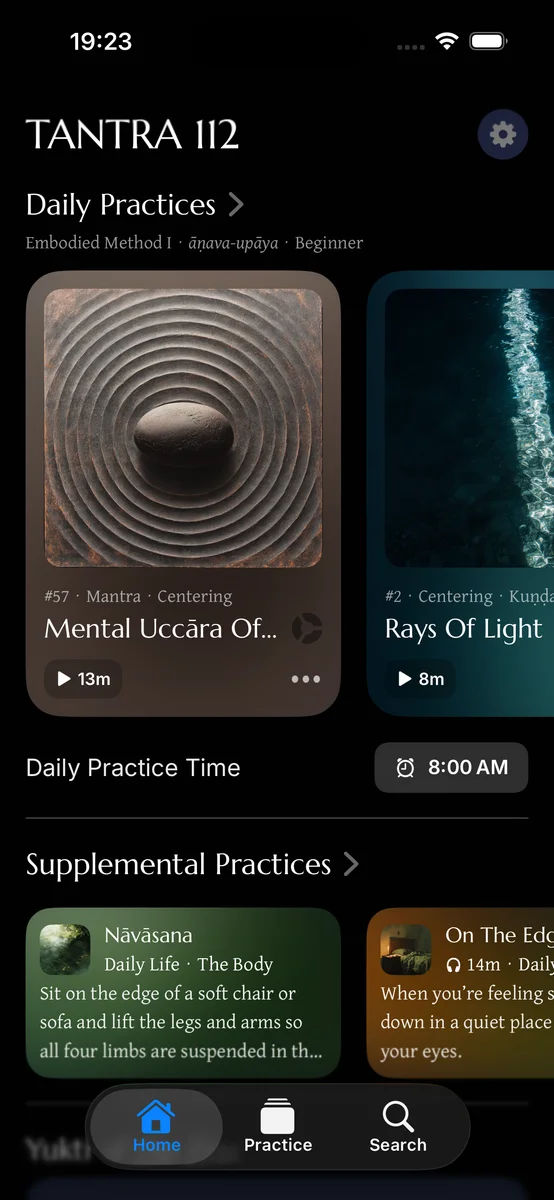 19:23
TANTRA 112
Daily Practices
Embodied Method I · āṇava-upāya · Beginner
#57 · Mantra · Centering
Mental Uccāra Of...
13m
#2 · Centering ·
Rays Of Light
8m
Daily Practice Time
8:00 AM
Supplemental Practices
Nāvāsana
Daily Life · The Body
Sit on the edge of a soft chair or
sofa and lift the legs and arms so
all four limbs are suspended in th...
On The
14m ·
When you’re feeling
down in a quiet place
your eyes.
Yukti
Home
Practice
Search